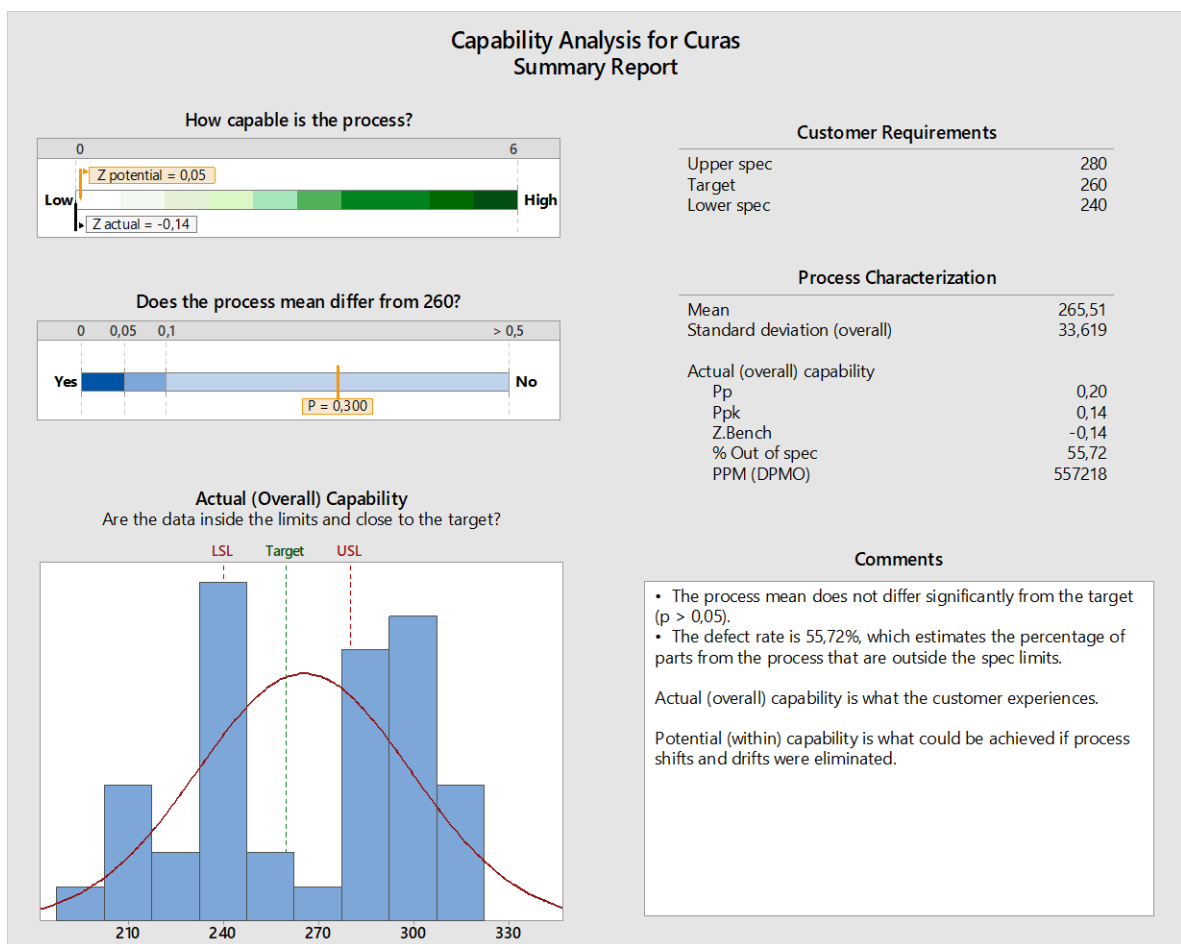 Capability Analysis for Curas
Summary Report
How capable is the process?
0 6
Z potential = 0,05
Low High
Z actual = -0,14
Does the process mean differ from 260?
0 0,05 0,1 > 0,5
Yes No
P = 0,300
Actual (Overall) Capability
Are the data inside the limits and close to the target?
LSL Target USL
210 240 270 300 330
Customer Requirements
Upper spec 280
Target 260
Lower spec 240
Process Characterization
Mean 265,51
Standard deviation (overall) 33,619
Actual (overall) capability
Pp 0,20
Ppk 0,14
Z.Bench -0,14
% Out of spec 55,72
PPM (DPMO) 557218
Comments
• The process mean does not differ significantly from the target
(p > 0,05).
• The defect rate is 55,72%, which estimates the percentage of
parts from the process that are outside the spec limits.
Actual (overall) capability is what the customer experiences.
Potential (within) capability is what could be achieved if process
shifts and drifts were eliminated.